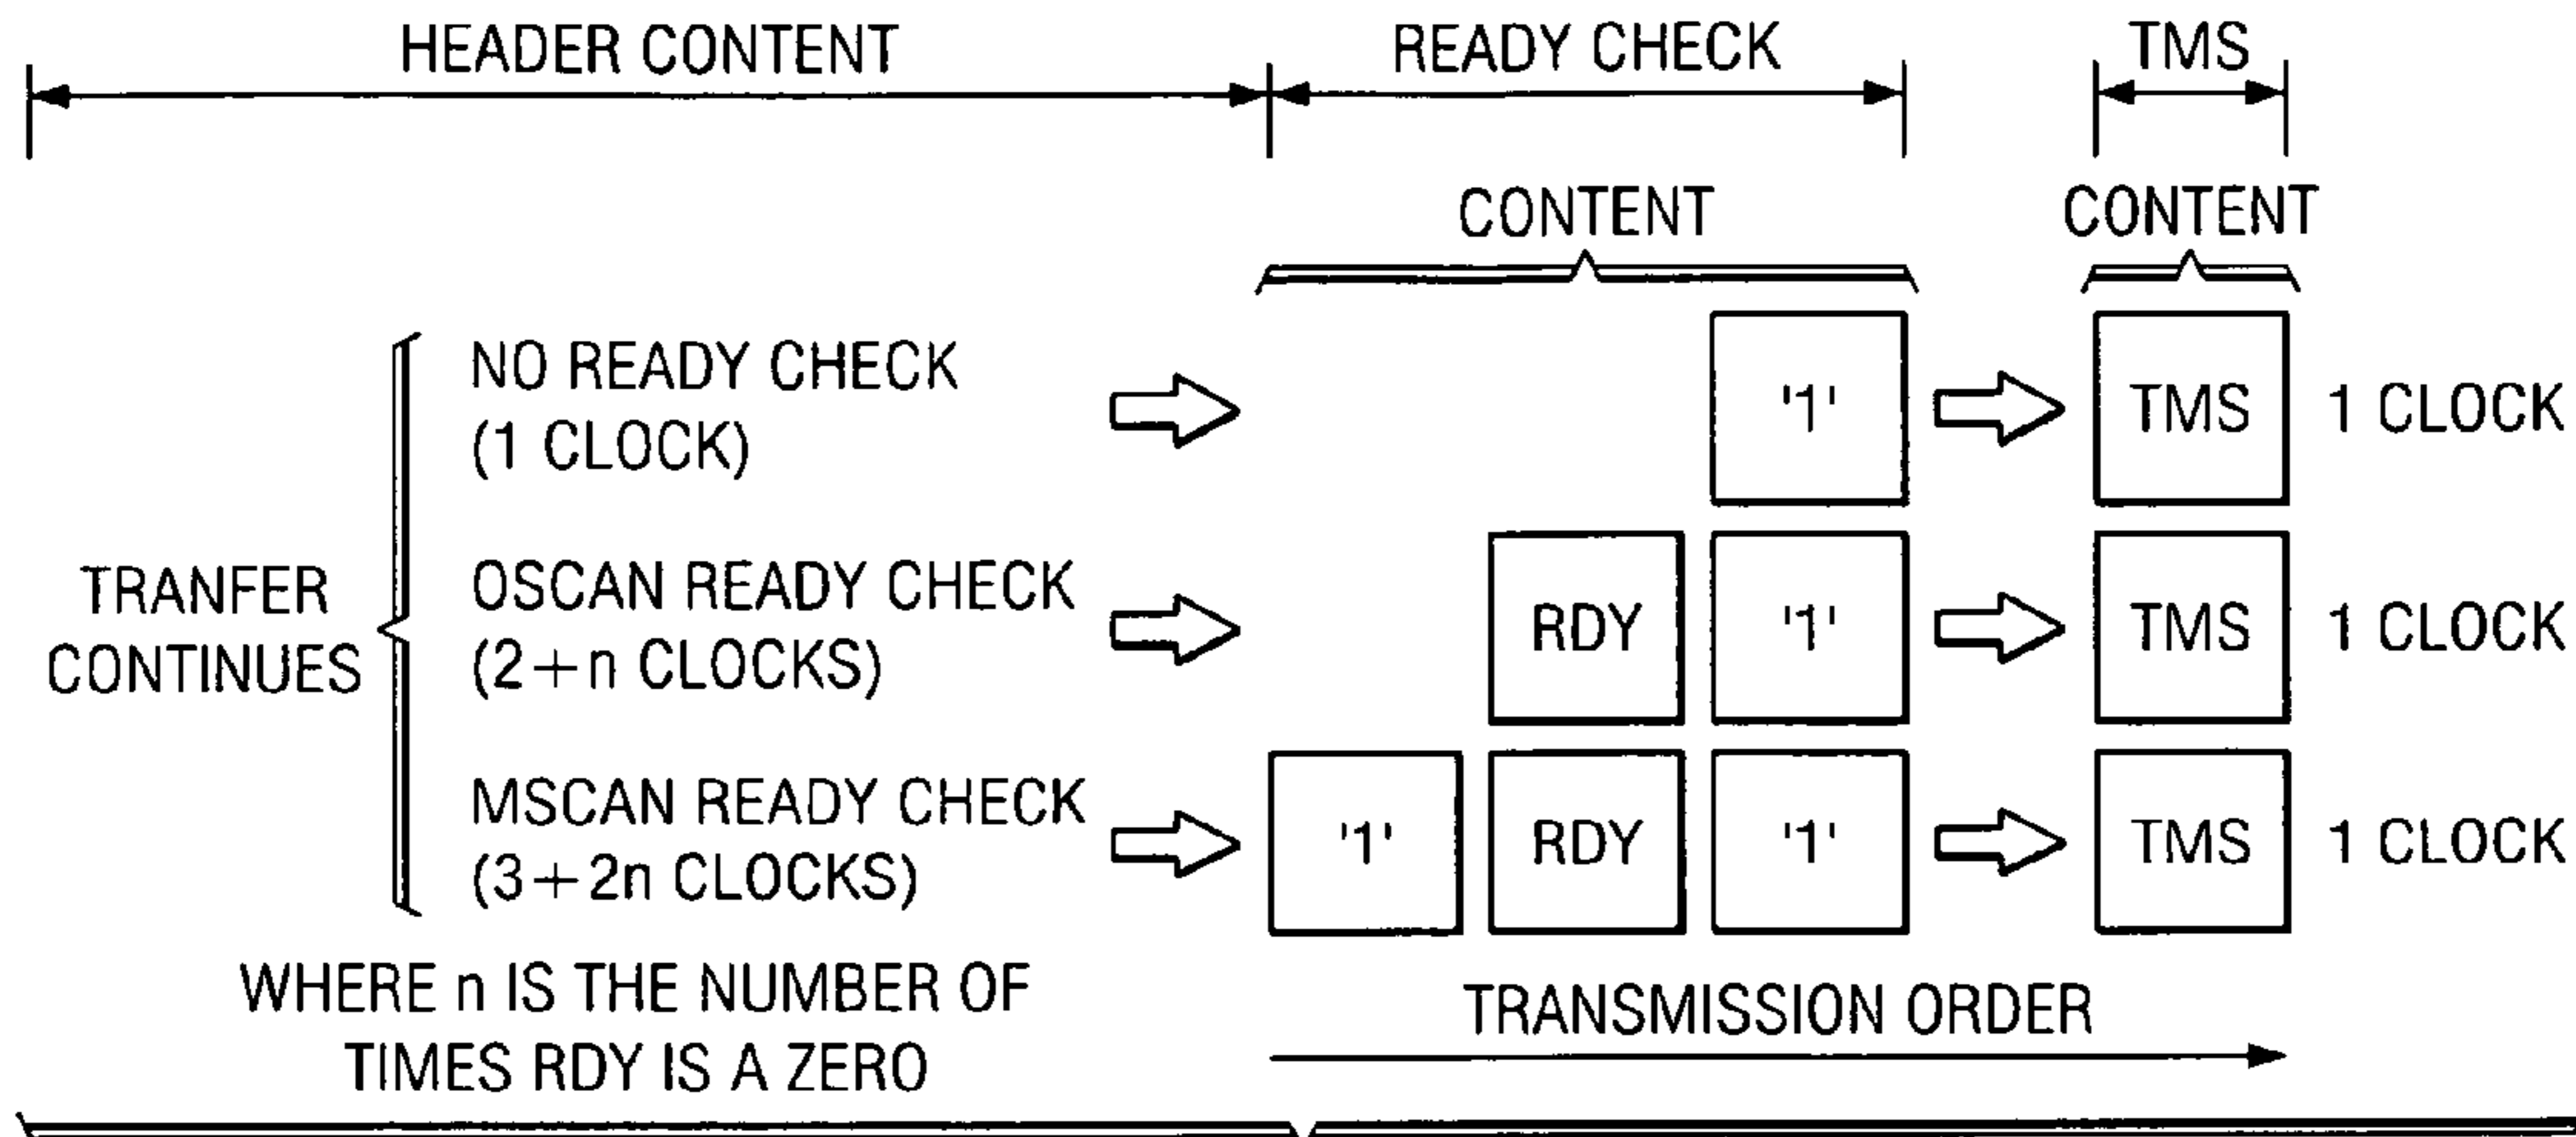 HEADER CONTENT
READY CHECK
TMS
CONTENT
CONTENT
NO READY CHECK
(1 CLOCK)
'1'
TMS
1 CLOCK
TRANFER
CONTINUES
OSCAN READY CHECK
(2+n CLOCKS)
RDY
'1'
TMS
1 CLOCK
MSCAN READY CHECK
(3+2n CLOCKS)
'1'
RDY
'1'
TMS
1 CLOCK
WHERE n IS THE NUMBER OF
TIMES RDY IS A ZERO
TRANSMISSION ORDER